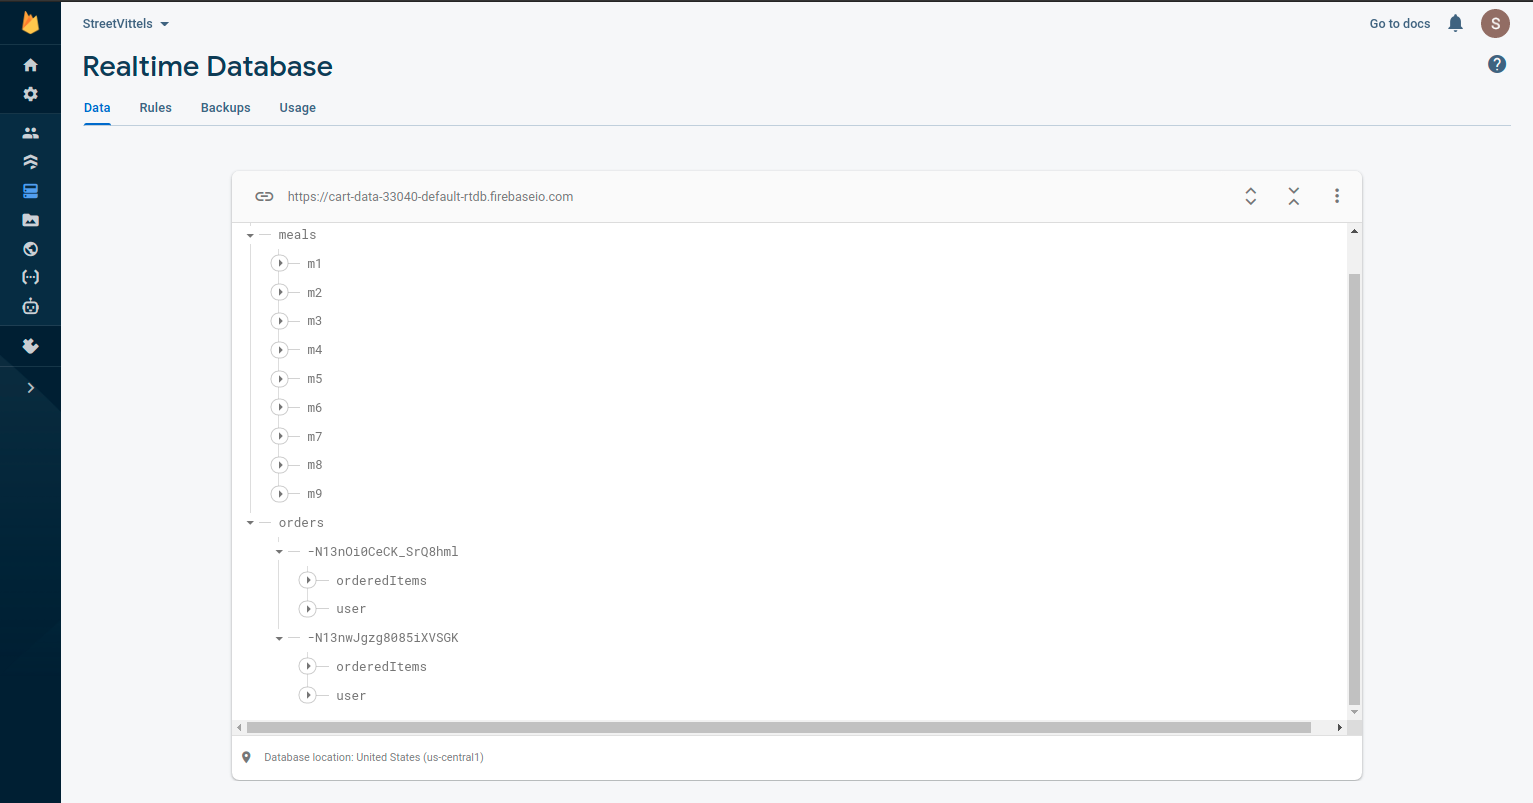 StreetVittels
Go to docs
S
Realtime Database
?
Data Rules Backups Usage
https://cart-data-33040-default-rtdb.firebaseio.com
meals
m1
m2
m3
m4
m5
m6
m7
m8
m9
orders
-N13nOi0CeCK_SrQ8hml
orderedItems
user
-N13nwJgzg8085iXVSGK
orderedItems
user
Database location: United States (us-central1)